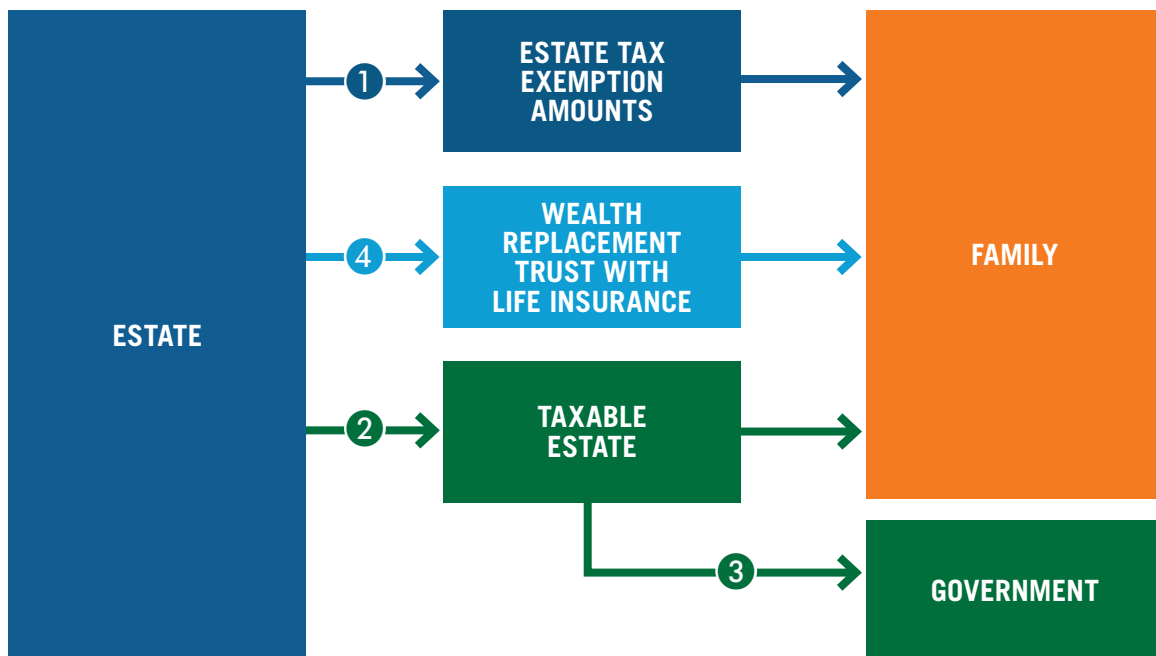 ESTATE
1
ESTATE TAX
EXEMPTION
AMOUNTS
4
WEALTH
REPLACEMENT
TRUST WITH
LIFE INSURANCE
FAMILY
2
TAXABLE
ESTATE
3
GOVERNMENT